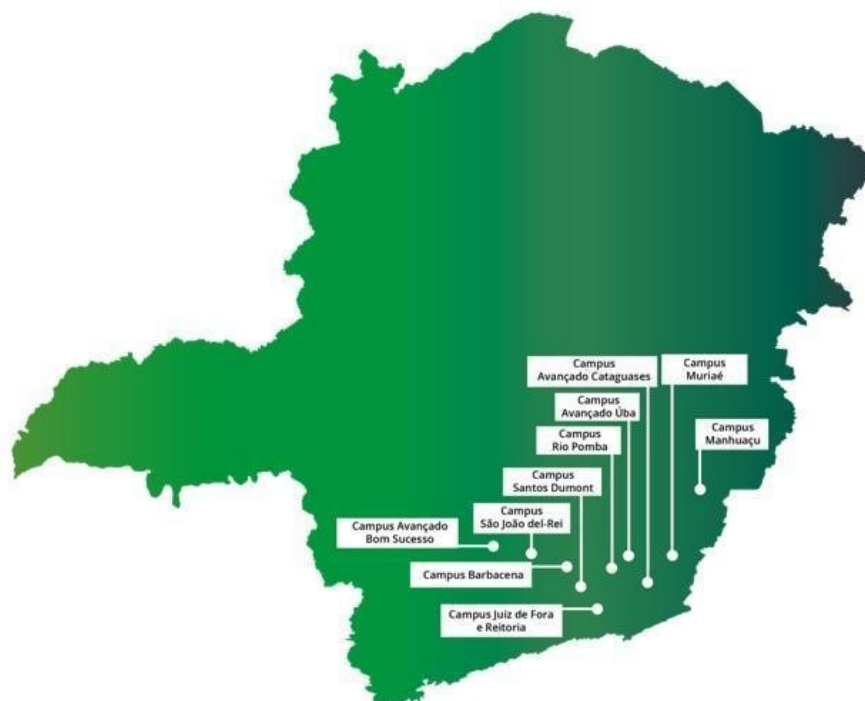 Campus
Avançado Cataguases
Campus
Muriaé
Campus
Avançado Úba
Campus
Manhuaçu
Campus
Rio Pomba
Campus
Santos Dumont
Campus
São João del-Rei
Campus Avançado
Bom Sucesso
Campus Barbacena
Campus Juiz de Fora
e Reitoria